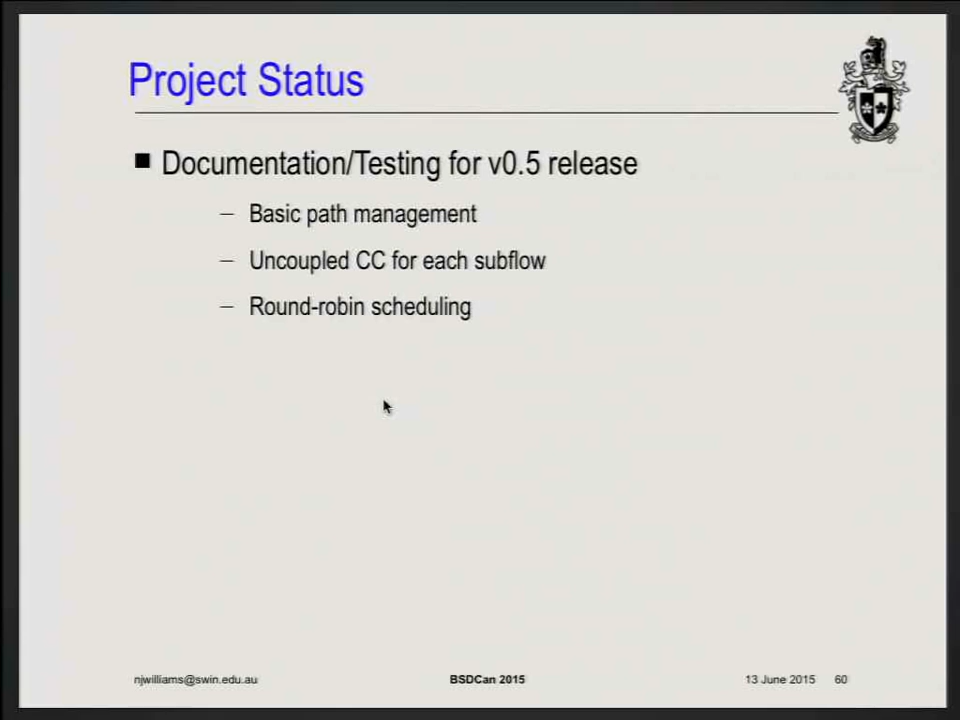 Project Status
■ Documentation/Testing for v0.5 release
– Basic path management
– Uncoupled CC for each subflow
– Round-robin scheduling
njwilliams@swin.edu.au BSDCan 2015 13 June 2015 60